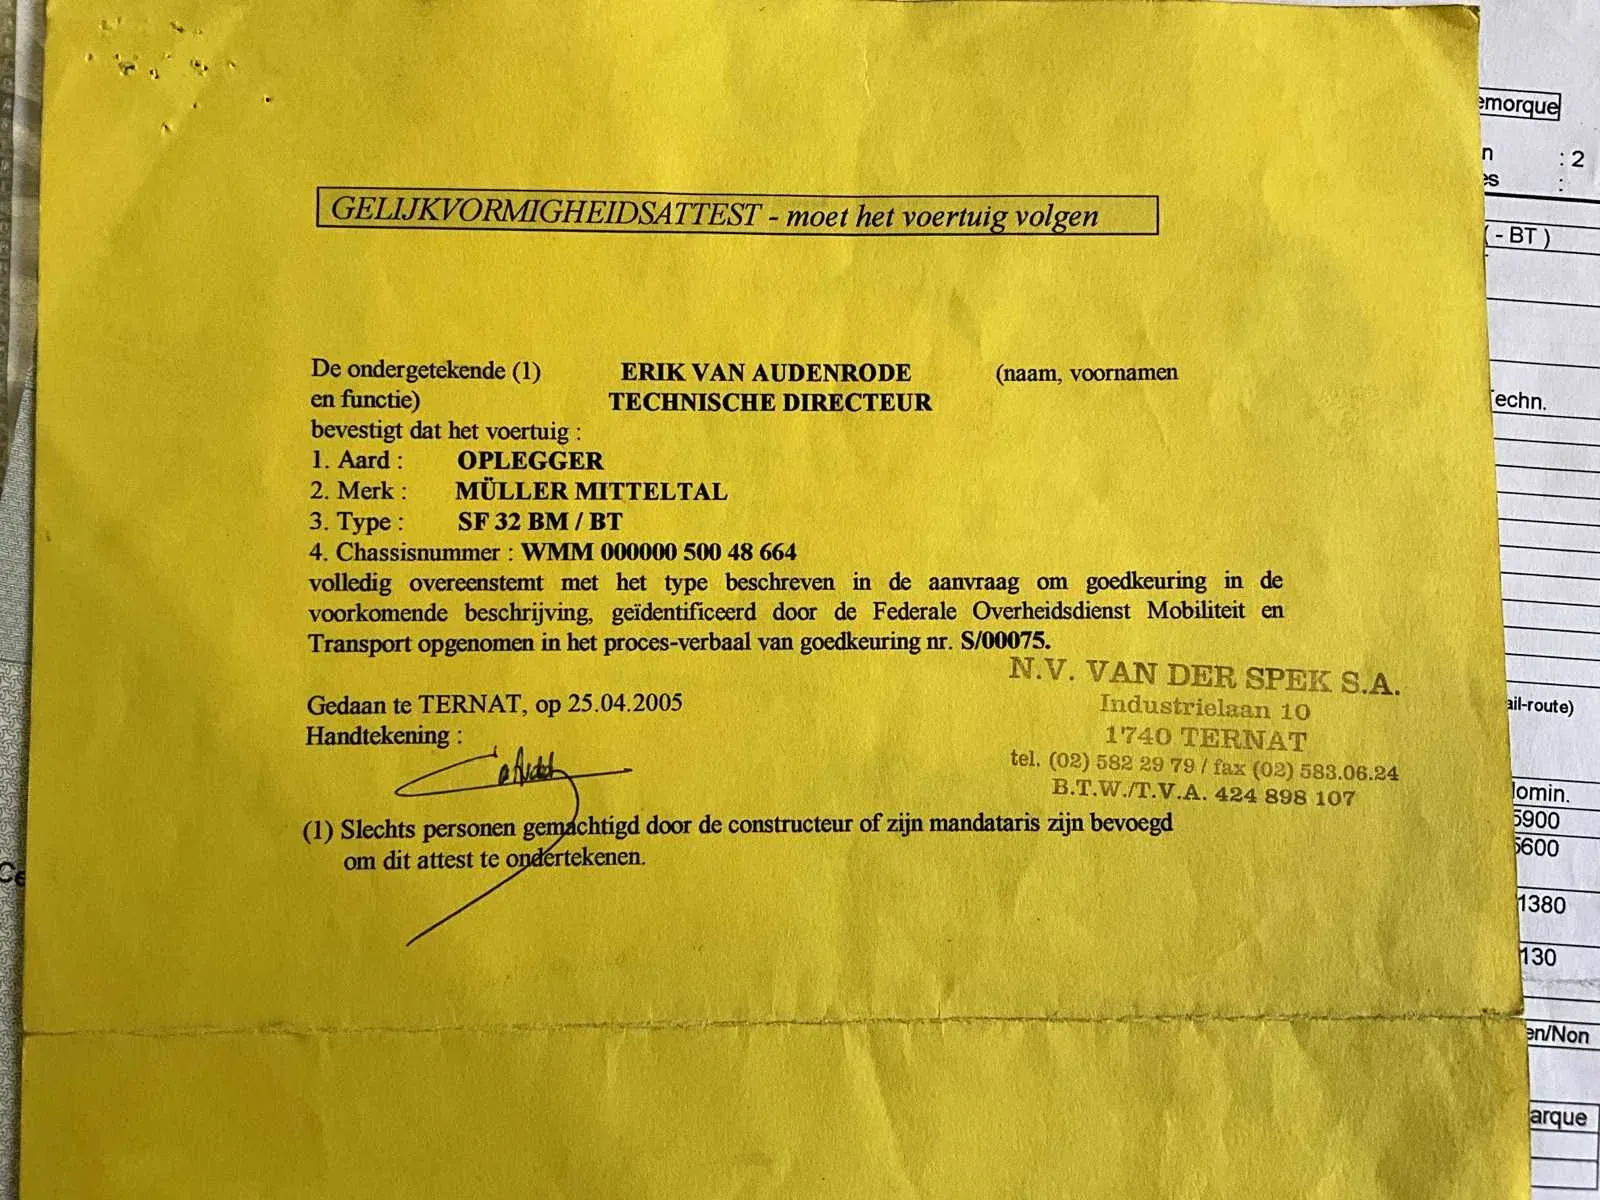 GELIJKVORMIGHEIDSATTEST - moet het voertuig volgen
De ondergetekende (1) ERIK VAN AUDENRODE (naam, voornamen
en functie) TECHNISCHE DIRECTEUR
bevestigt dat het voertuig :
1. Aard : OPLEGGER
2. Merk : MÜLLER MITTELTAL
3. Type : SF 32 BM / BT
4. Chassisnummer : WMM 000000 500 48 664
volledig overeenstemt met het type beschreven in de aanvraag om goedkeuring in de
voorkomende beschrijving, geïdentificeerd door de Federale Overheidsdienst Mobiliteit en
Transport opgenomen in het proces-verbaal van goedkeuring nr. S/00075.
N.V. VAN DER SPEK S.A.
Industrielaan 10
1740 TERNAT
tel. (02) 582 29 79 / fax (02) 583.06.24
B.T.W./T.V.A. 424 898 107
Gedaan te TERNAT, op 25.04.2005
Handtekening :
(1) Slechts personen gemachtigd door de constructeur of zijn mandataris zijn bevoegd
om dit attest te ondertekenen.
emorque
n : 2
es :
( - BT )
echn.
ail-route)
omin.
5900
5600
1380
130
en/Non
arque
Ce